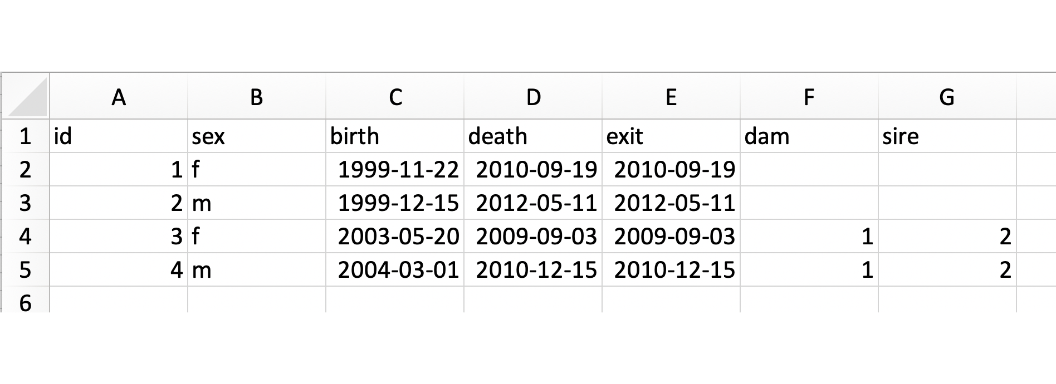 A B C D E F G
1 id sex birth death exit dam sire
2 1 f 1999-11-22 2010-09-19 2010-09-19
3 2 m 1999-12-15 2012-05-11 2012-05-11
4 3 f 2003-05-20 2009-09-03 2009-09-03 1 2
5 4 m 2004-03-01 2010-12-15 2010-12-15 1 2
6